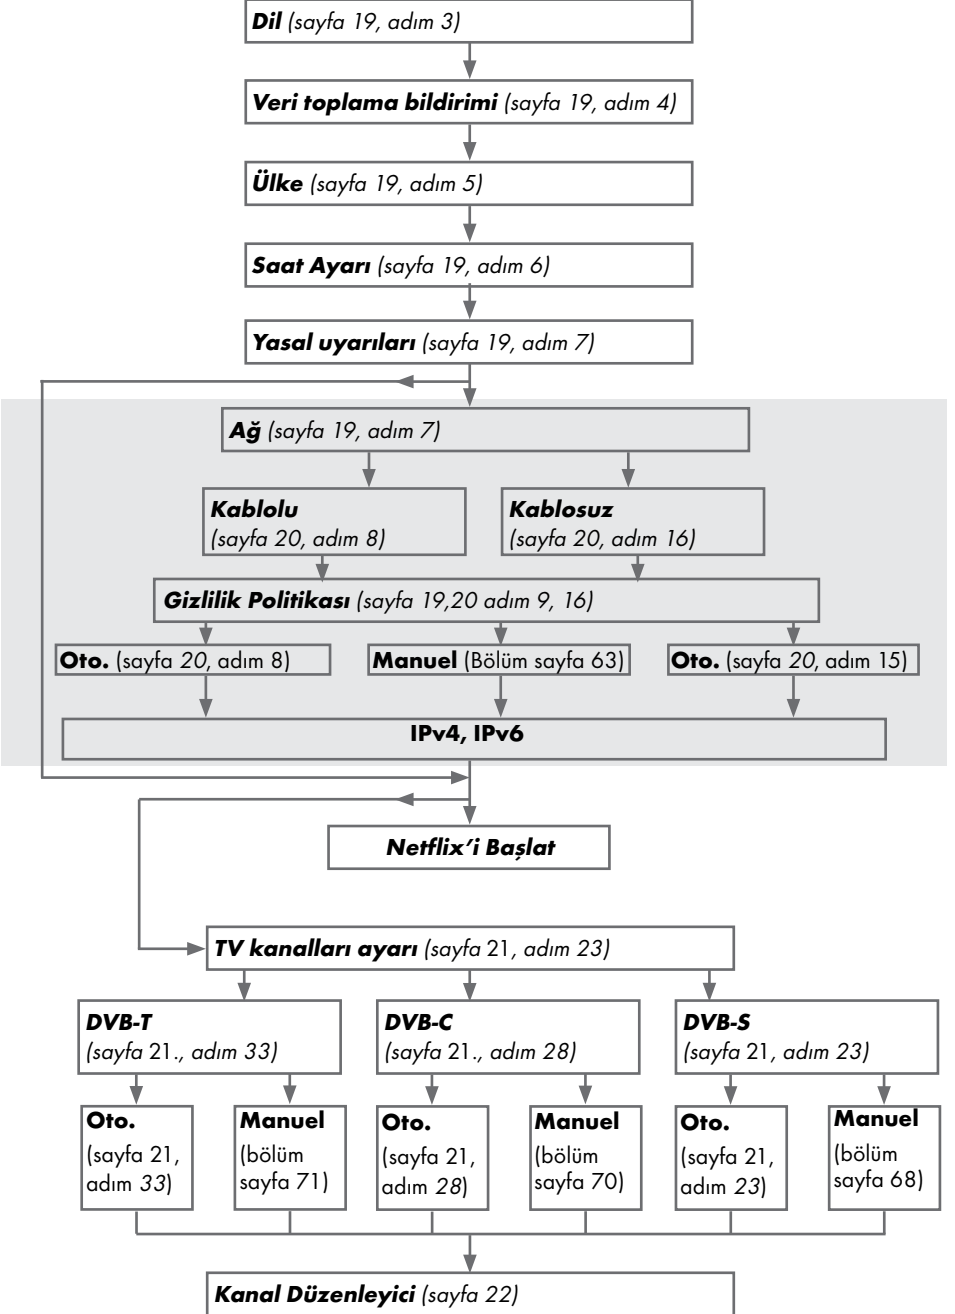 Dil (sayfa 19, adım 3)
Veri toplama bildirimi (sayfa 19, adım 4)
Ülke (sayfa 19, adım 5)
Saat Ayarı (sayfa 19, adım 6)
Yasal uyarıları (sayfa 19, adım 7)
Ağ (sayfa 19, adım 7)
Kablolu
(sayfa 20, adım 8)
Kablosuz
(sayfa 20, adım 16)
Gizlilik Politikası (sayfa 19,20 adım 9, 16)
Oto. (sayfa 20, adım 8)
Manuel (Bölüm sayfa 63)
Oto. (sayfa 20, adım 15)
IPv4, IPv6
Netflix’i Başlat
TV kanalları ayarı (sayfa 21, adım 23)
DVB-T
(sayfa 21., adım 33)
DVB-C
(sayfa 21., adım 28)
DVB-S
(sayfa 21, adım 23)
Oto.
(sayfa 21,
adım 33)
Manuel
(bölüm
sayfa 71)
Oto.
(sayfa 21,
adım 28)
Manuel
(bölüm
sayfa 70)
Oto.
(sayfa 21,
adım 23)
Manuel
(bölüm
sayfa 68)
Kanal Düzenleyici (sayfa 22)